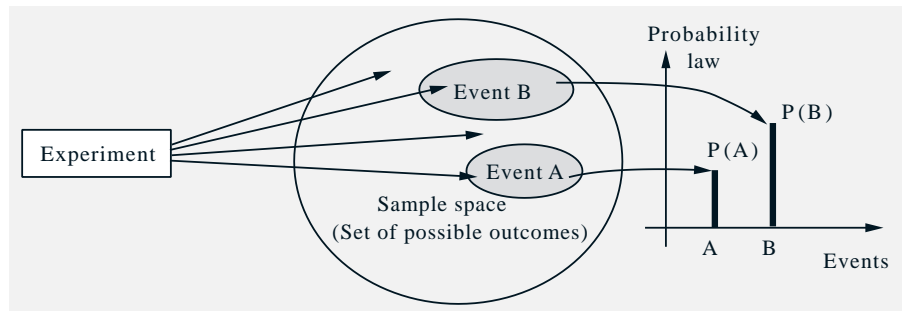 Probability
law
Event B
P(B)
Experiment
P(A)
Event A
Sample space
(Set of possible outcomes)
A
B
Events